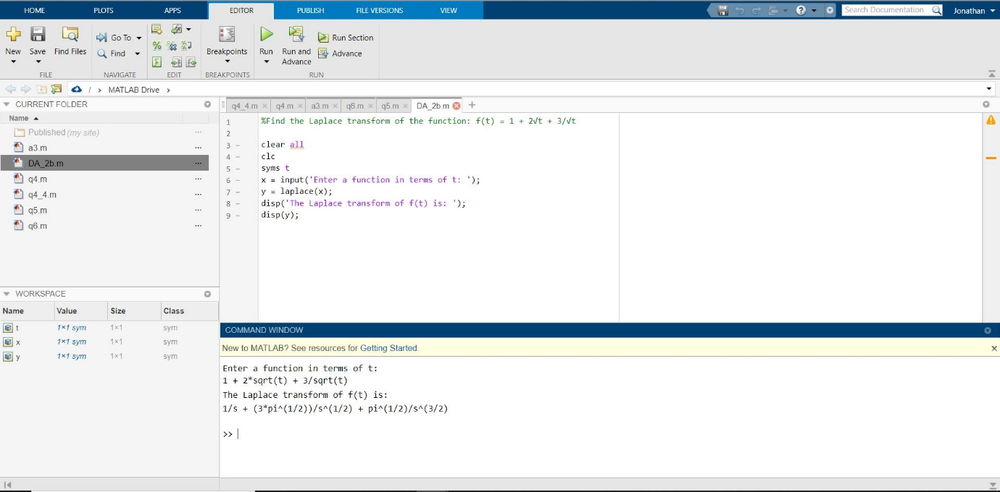 HOME PLOTS APPS EDITOR PUBLISH FILE VERSIONS VIEW Search Documentation Jonathan
New Save Find Files Go To Find Breakpoints Run Run and Advance Run Section Advance
FILE NAVIGATE EDIT BREAKPOINTS RUN
/ > MATLAB Drive >
CURRENT FOLDER
Name
Published (my site) ...
a3.m ...
DA_2b.m ...
q4.m ...
q4_4.m ...
q5.m ...
q6.m ...
WORKSPACE
Name Value Size Class
t 1×1 sym 1×1 sym
x 1×1 sym 1×1 sym
y 1×1 sym 1×1 sym
q4_4.m × q4.m × a3.m × q6.m × q5.m × DA_2b.m +
1 %Find the Laplace transform of the function: f(t) = 1 + 2√t + 3/√t
2
3 – clear all
4 – clc
5 – syms t
6 – x = input('Enter a function in terms of t: ');
7 – y = laplace(x);
8 – disp('The Laplace transform of f(t) is: ');
9 – disp(y);
COMMAND WINDOW
New to MATLAB? See resources for Getting Started.
Enter a function in terms of t:
1 + 2*sqrt(t) + 3/sqrt(t)
The Laplace transform of f(t) is:
1/s + (3*pi^(1/2))/s^(1/2) + pi^(1/2)/s^(3/2)
>>